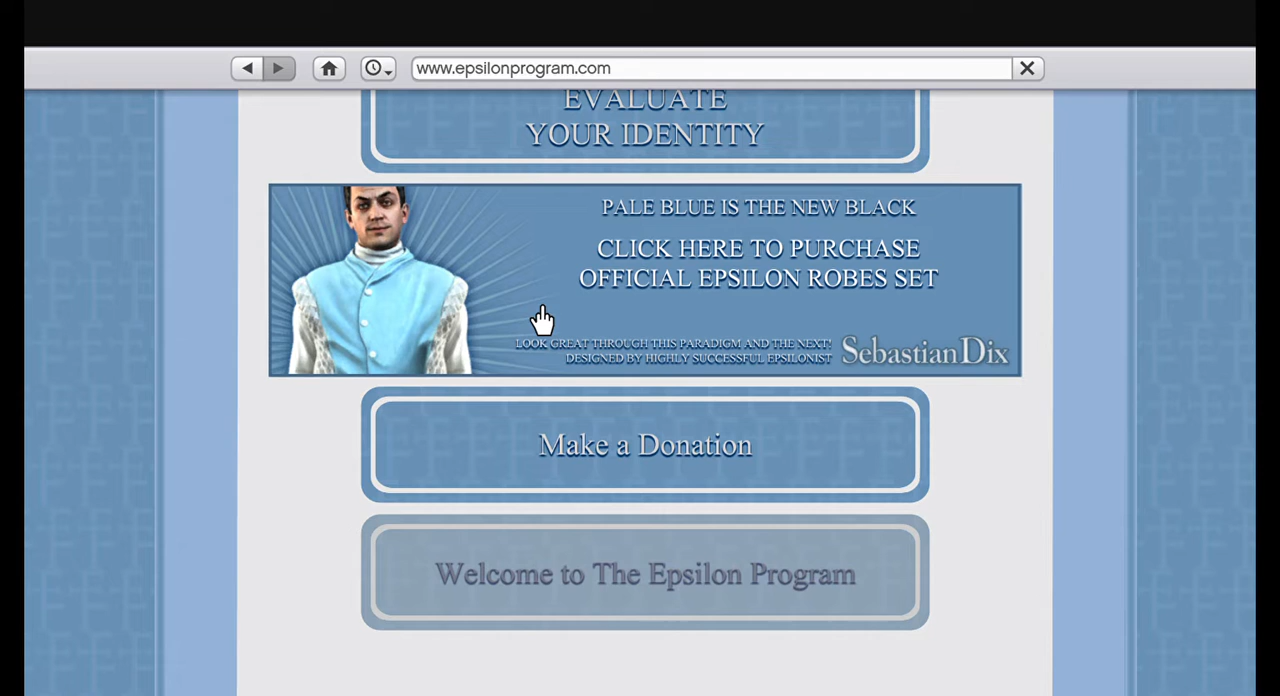 www.epsilonprogram.com
EVALUATE
YOUR IDENTITY
PALE BLUE IS THE NEW BLACK
CLICK HERE TO PURCHASE
OFFICIAL EPSILON ROBES SET
LOOK GREAT THROUGH THIS PARADIGM AND THE NEXT!
DESIGNED BY HIGHLY SUCCESSFUL EPSILONIST
SebastianDix
Make a Donation
Welcome to The Epsilon Program